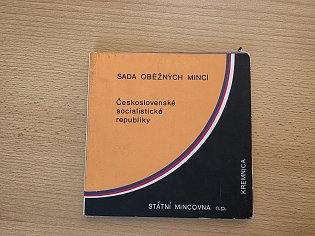 SADA OBĚŽNÝCH MINCÍ
Československé
socialistické
republiky
STÁTNÍ MINCOVNA n.p.
KREMNICA